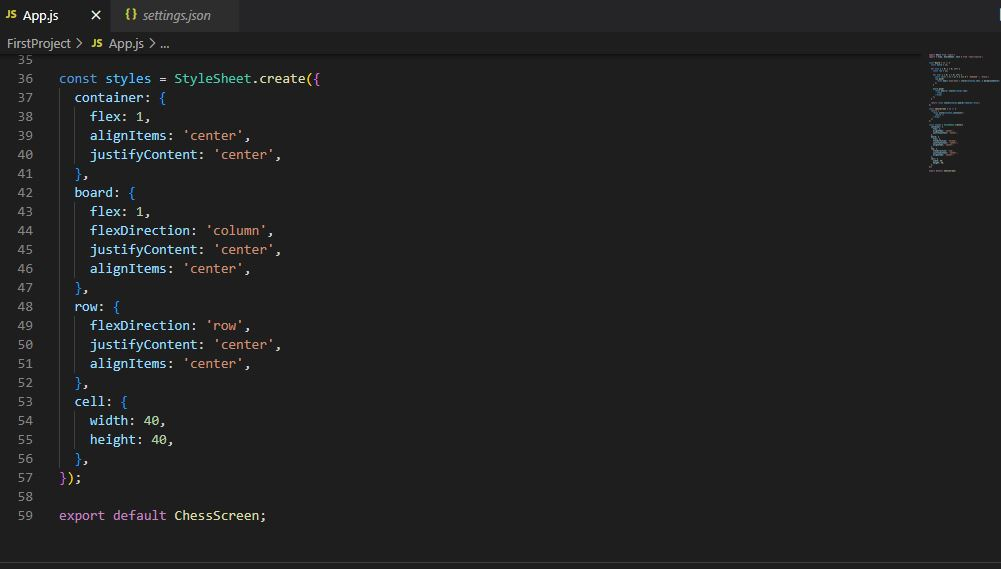 JS App.js ×
{} settings.json
FirstProject > JS App.js > ...
35
36 const styles = StyleSheet.create({
37   container: {
38     flex: 1,
39     alignItems: 'center',
40     justifyContent: 'center',
41   },
42   board: {
43     flex: 1,
44     flexDirection: 'column',
45     justifyContent: 'center',
46     alignItems: 'center',
47   },
48   row: {
49     flexDirection: 'row',
50     justifyContent: 'center',
51     alignItems: 'center',
52   },
53   cell: {
54     width: 40,
55     height: 40,
56   },
57 });
58
59 export default ChessScreen;